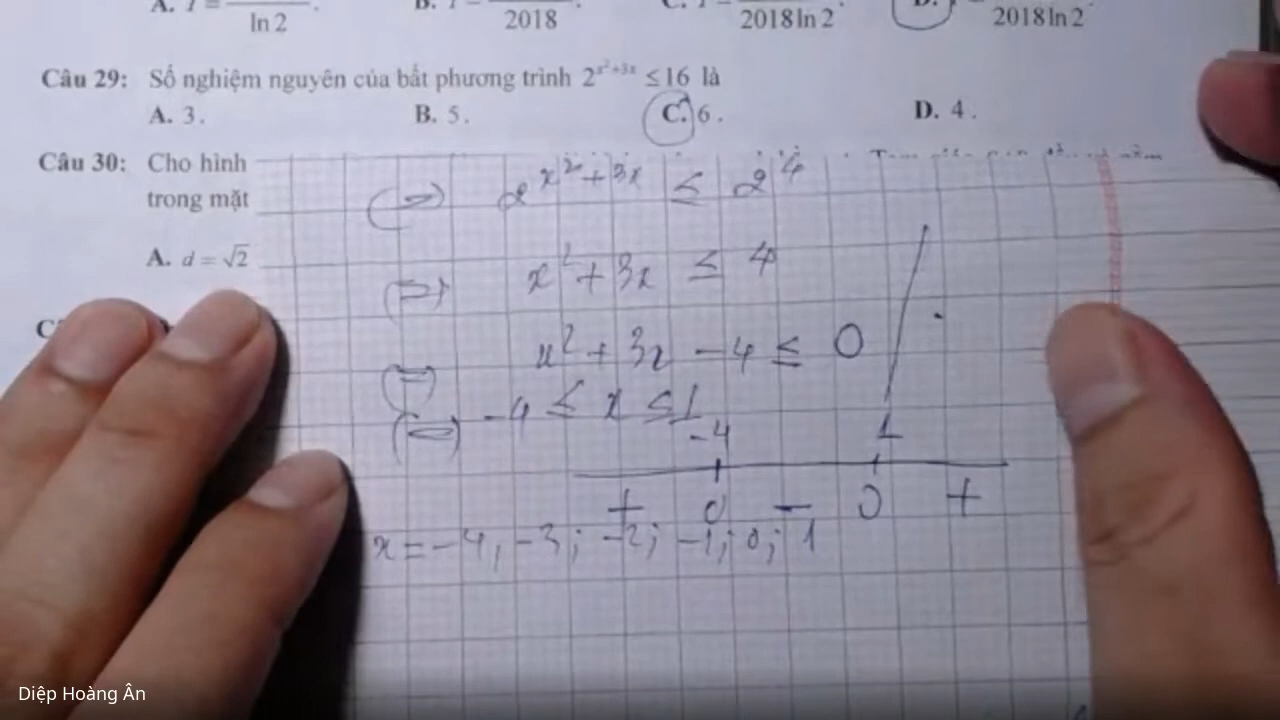 A. I =
ln 2
B.
2018
C.
2018 ln 2
D.
2018 ln 2
Câu 29: Số nghiệm nguyên của bất phương trình 2^{x²+3x} ≤ 16 là
A. 3. B. 5. C. 6. D. 4.
Câu 30: Cho hình
trong mặt
A. d = √2
(⇔) 2^{x²+3x} ≤ 2^4
(⇔) x² + 3x ≤ 4
(⇔) x² + 3x - 4 ≤ 0
(⇔) -4 ≤ x ≤ 1
-4 1
+ 0 - 0 +
x = -4; -3; -2; -1; 0; 1
Diệp Hoàng Ân